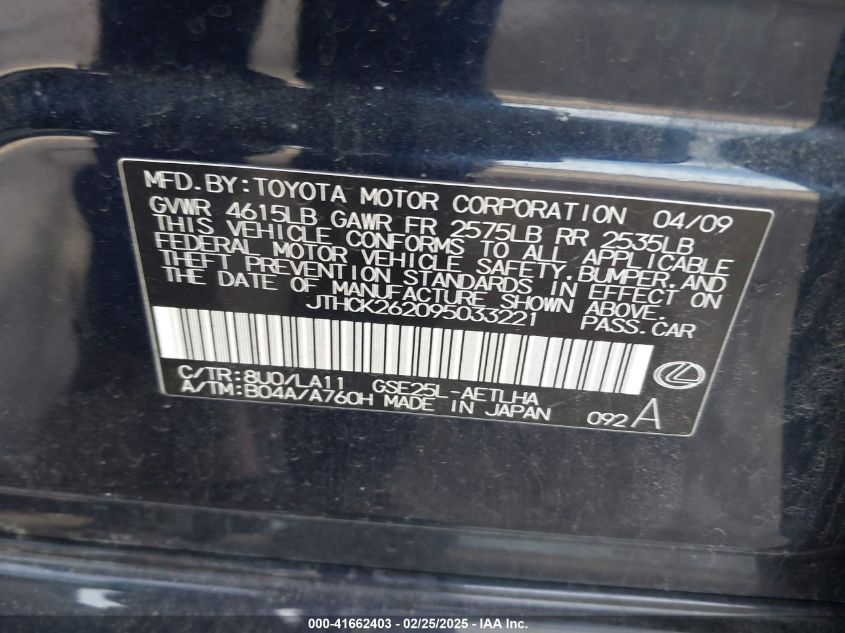 MFD.BY:TOYOTA MOTOR CORPORATION 04/09
GVWR 4615LB GAWR FR 2575LB RR 2535LB
THIS VEHICLE CONFORMS TO ALL APPLICABLE
FEDERAL MOTOR VEHICLE SAFETY,BUMPER,AND
THEFT PREVENTION STANDARDS IN EFFECT ON
THE DATE OF MANUFACTURE SHOWN ABOVE.
JTHCK262095033221 PASS.CAR
C/TR:8U0/LA11 GSE25L-AETLHA
A/TM:B04A/A760H MADE IN JAPAN 092 A
000-41662403 - 02/25/2025 - IAA Inc.